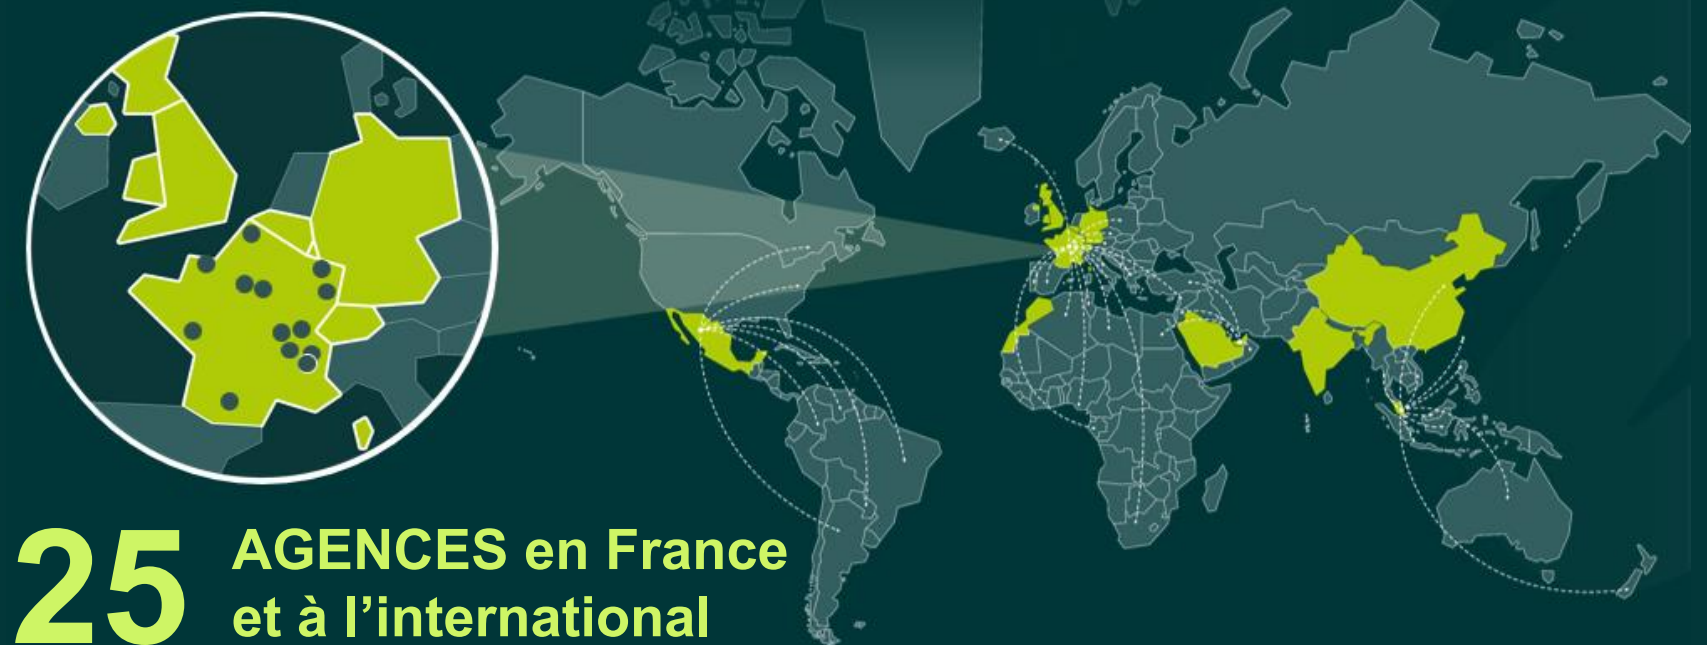 25
AGENCES en France
et à l’international